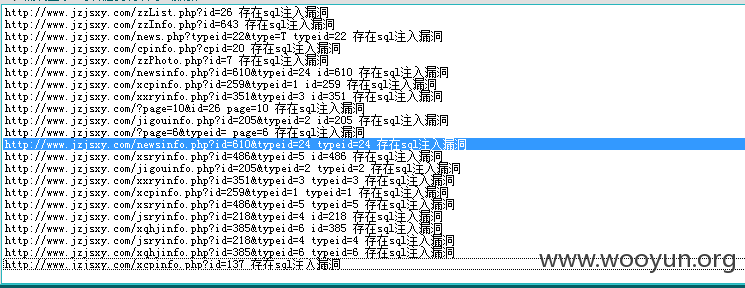 http://www.jzjsxy.com/zzList.php?id=26 存在sql注入漏洞
http://www.jzjsxy.com/zzInfo.php?id=643 存在sql注入漏洞
http://www.jzjsxy.com/news.php?typeid=22&type=T typeid=22 存在sql注入漏洞
http://www.jzjsxy.com/cpinfo.php?cpid=20 存在sql注入漏洞
http://www.jzjsxy.com/zzPhoto.php?id=7 存在sql注入漏洞
http://www.jzjsxy.com/newsinfo.php?id=610&typeid=24 id=610 存在sql注入漏洞
http://www.jzjsxy.com/xcpinfo.php?id=259&typeid=1 id=259 存在sql注入漏洞
http://www.jzjsxy.com/xxryinfo.php?id=351&typeid=3 id=351 存在sql注入漏洞
http://www.jzjsxy.com/?page=10&id=26 page=10 存在sql注入漏洞
http://www.jzjsxy.com/jigouinfo.php?id=205&typeid=2 id=205 存在sql注入漏洞
http://www.jzjsxy.com/?page=6&typeid= page=6 存在sql注入漏洞
http://www.jzjsxy.com/newsinfo.php?id=610&typeid=24 typeid=24 存在sql注入漏洞
http://www.jzjsxy.com/xsryinfo.php?id=486&typeid=5 id=486 存在sql注入漏洞
http://www.jzjsxy.com/jigouinfo.php?id=205&typeid=2 typeid=2 存在sql注入漏洞
http://www.jzjsxy.com/xxryinfo.php?id=351&typeid=3 typeid=3 存在sql注入漏洞
http://www.jzjsxy.com/xcpinfo.php?id=259&typeid=1 typeid=1 存在sql注入漏洞
http://www.jzjsxy.com/xsryinfo.php?id=486&typeid=5 typeid=5 存在sql注入漏洞
http://www.jzjsxy.com/jsryinfo.php?id=218&typeid=4 id=218 存在sql注入漏洞
http://www.jzjsxy.com/xqhjinfo.php?id=385&typeid=6 id=385 存在sql注入漏洞
http://www.jzjsxy.com/jsryinfo.php?id=218&typeid=4 typeid=4 存在sql注入漏洞
http://www.jzjsxy.com/xqhjinfo.php?id=385&typeid=6 typeid=6 存在sql注入漏洞
http://www.jzjsxy.com/xcpinfo.php?id=137 存在sql注入漏洞
www.wooyun.org